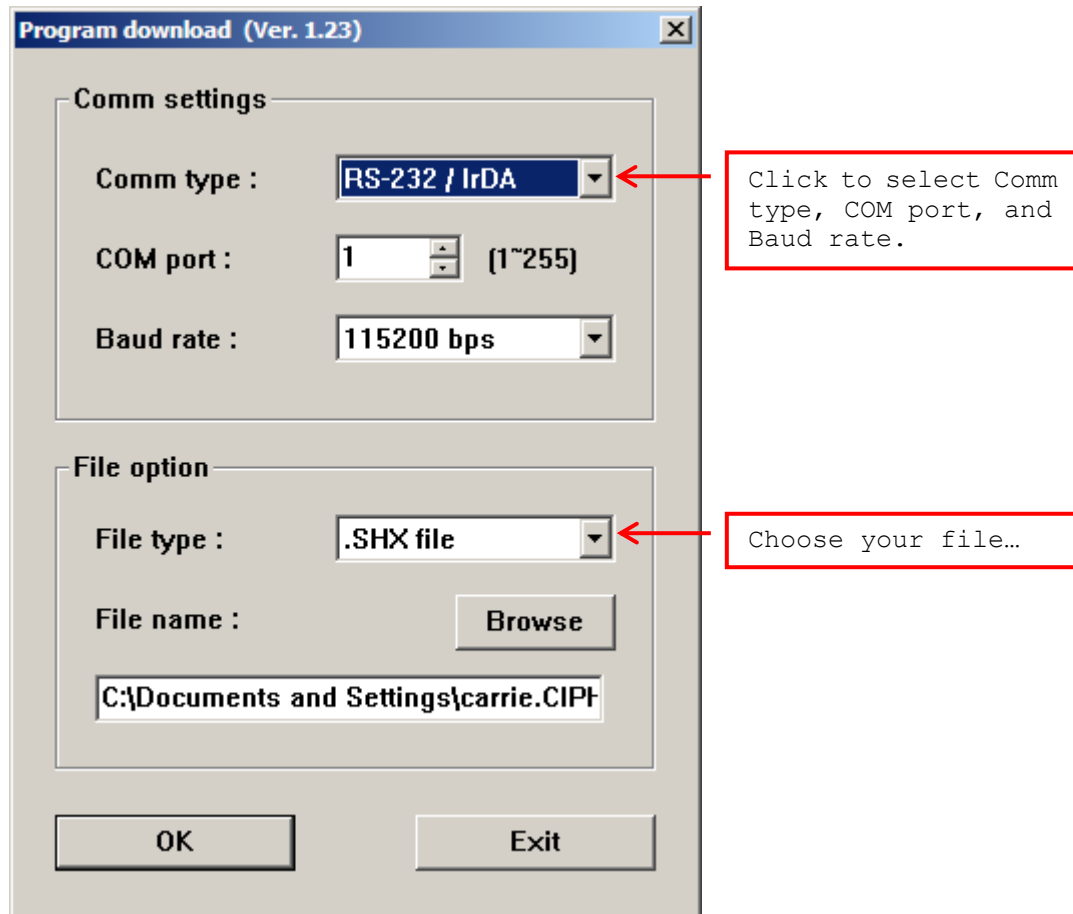 Program download (Ver. 1.23)
Comm settings
Comm type :
RS-232 / IrDA
Click to select Comm
type, COM port, and
Baud rate.
COM port :
1
(1~255)
Baud rate :
115200 bps
File option
File type :
.SHX file
Choose your file…
File name :
Browse
C:\Documents and Settings\carrie.CIPH
OK
Exit